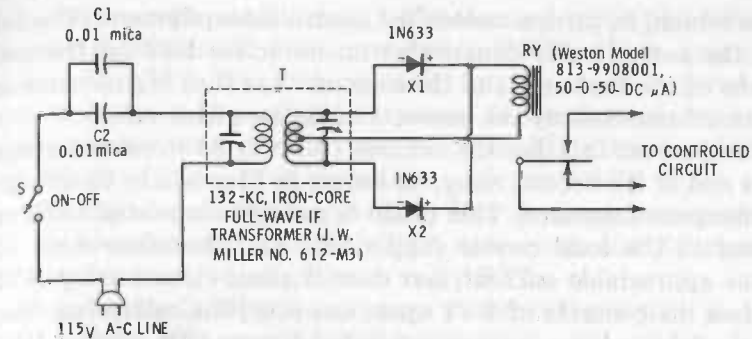 C1
0.01 mica
C2
0.01 mica
S
ON-OFF
115v A-C LINE
T
132-KC, IRON-CORE
FULL-WAVE IF
TRANSFORMER (J. W.
MILLER NO. 612-M3)
1N633
X1
1N633
X2
RY
(Weston Model
813-9908001,
50-0-50 DC μA)
TO CONTROLLED
CIRCUIT